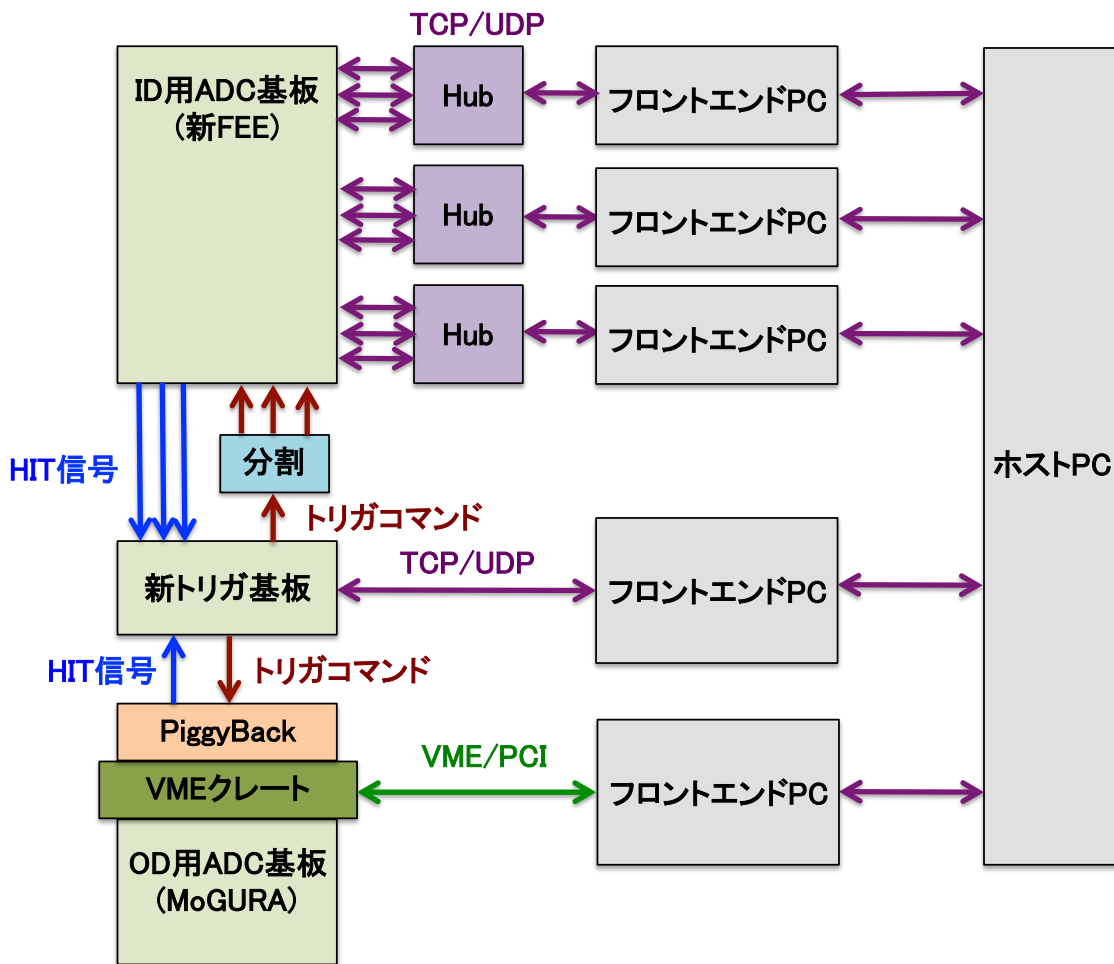 TCP/UDP
ID用ADC基板
(新FEE)
Hub
フロントエンドPC
Hub
フロントエンドPC
Hub
フロントエンドPC
ホストPC
HIT信号
分割
トリガコマンド
新トリガ基板
TCP/UDP
フロントエンドPC
HIT信号
トリガコマンド
PiggyBack
VMEクレート
VME/PCI
フロントエンドPC
OD用ADC基板
(MoGURA)